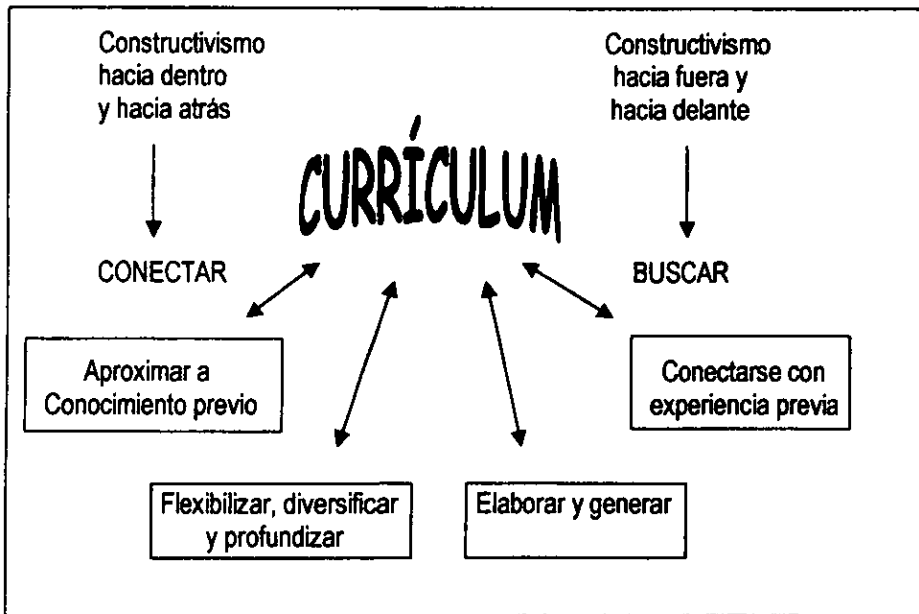 Constructivismo
hacia dentro
y hacia atrás
Constructivismo
hacia fuera y
hacia delante
CURRÍCULUM
CONECTAR
BUSCAR
Aproximar a
Conocimiento previo
Conectarse con
experiencia previa
Flexibilizar, diversificar
y profundizar
Elaborar y generar